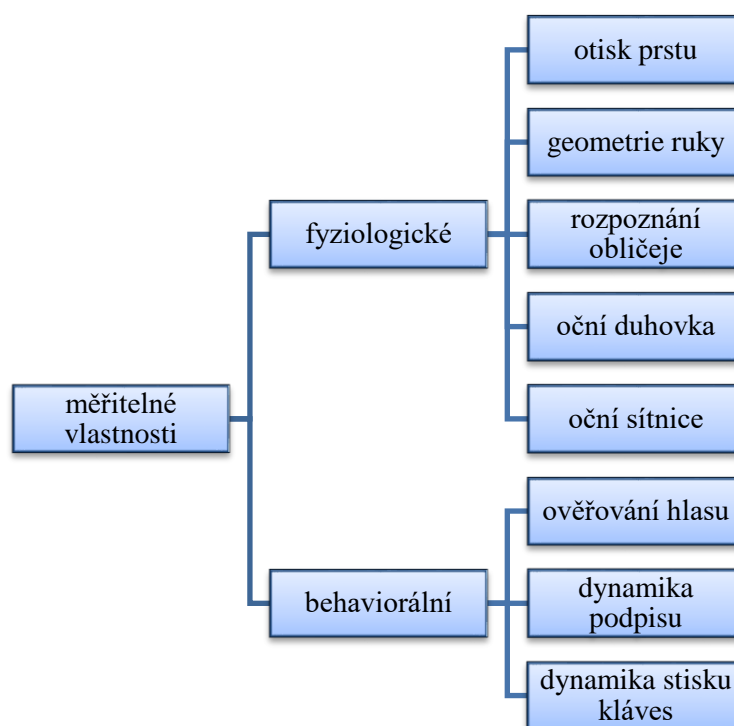 otisk prstu
geometrie ruky
rozpoznání
obličeje
fyziologické
oční duhovka
měřitelné
vlastnosti
oční sítnice
ověřování hlasu
behaviorální
dynamika
podpisu
dynamika stisku
kláves